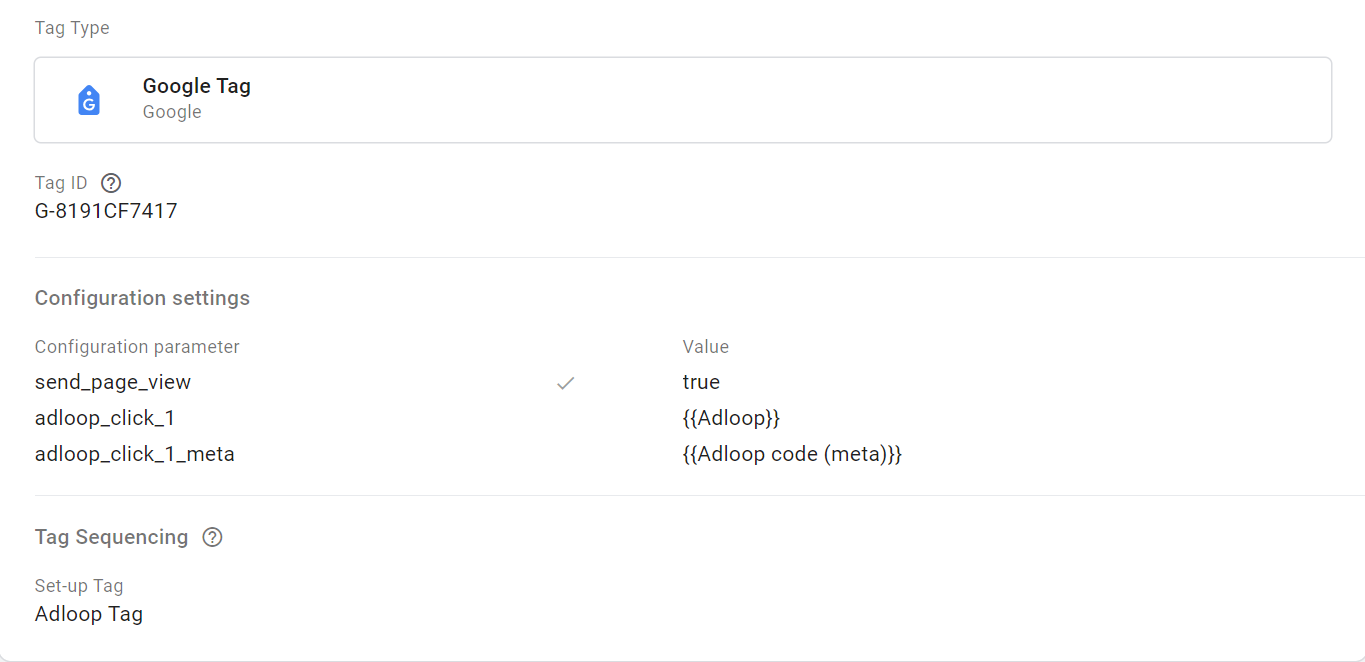 Tag Type
G
Google Tag
Google
Tag ID ?
G-8191CF7417
Configuration settings
Configuration parameter Value
send_page_view true
adloop_click_1 {{Adloop}}
adloop_click_1_meta {{Adloop code (meta)}}
Tag Sequencing ?
Set-up Tag
Adloop Tag